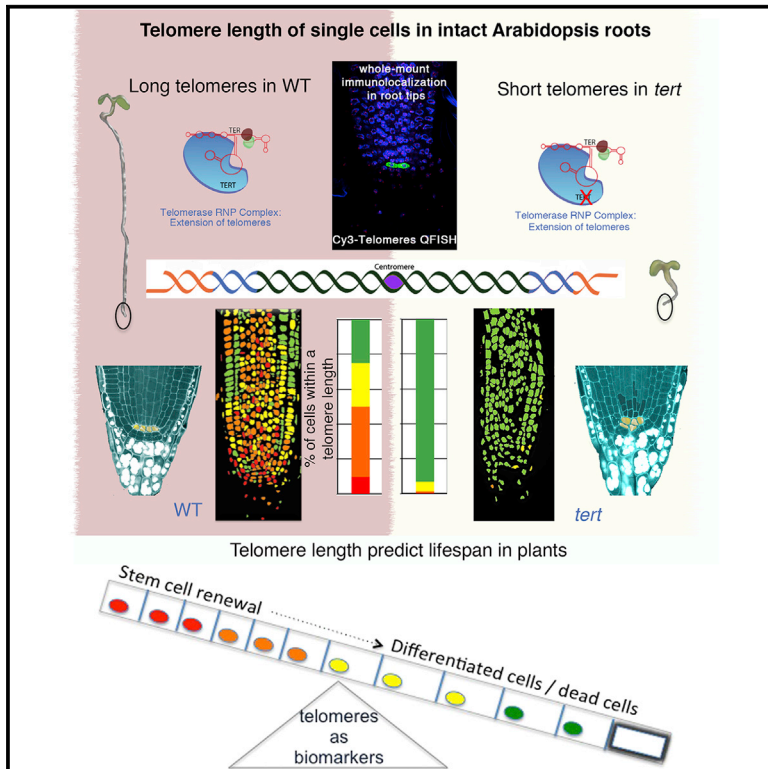 Telomere length of single cells in intact Arabidopsis roots
Long telomeres in WT
whole-mount
immunolocalization
in root tips
Short telomeres in tert
TER
TERT
Telomerase RNP Complex:
Extension of telomeres
Cy3-Telomeres QFISH
TER
TERT
X
Telomerase RNP Complex:
Extension of telomeres
Centromere
% of cells within a
telomere length
WT
tert
Telomere length predict lifespan in plants
Stem cell renewal
Differentiated cells / dead cells
telomeres
as
biomarkers